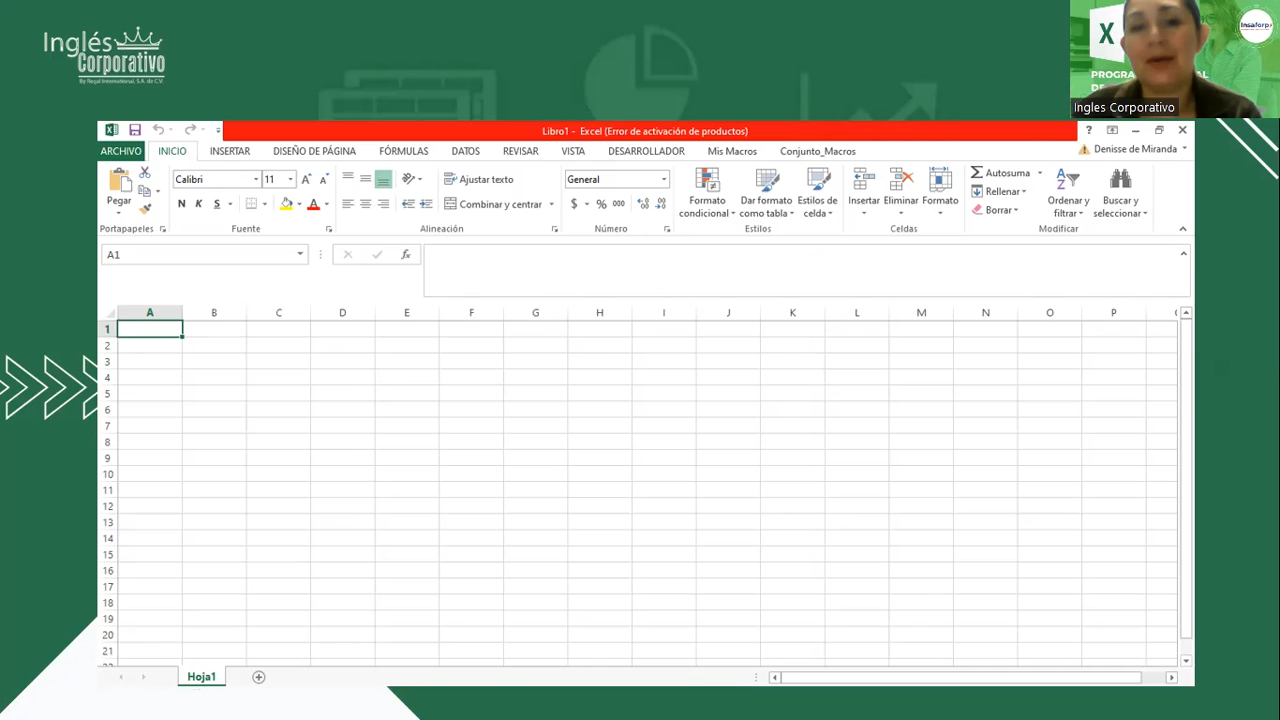 Inglés
Corporativo
By Regal International, S.A. de C.V.
X
Insaforp
PROGRA
AL
DE
Ingles Corporativo
Libro1 - Excel (Error de activación de productos)
?
ARCHIVO INICIO INSERTAR DISEÑO DE PÁGINA FÓRMULAS DATOS REVISAR VISTA DESARROLLADOR Mis Macros Conjunto_Macros Denisse de Miranda
Pegar
Portapapeles
Calibri 11 A A
N K S A
Fuente
Ajustar texto
Combinar y centrar
Alineación
General
$ % 000
Número
Formato condicional
Dar formato como tabla
Estilos de celda
Estilos
Insertar Eliminar Formato
Celdas
Autosuma
Rellenar
Borrar
Ordenar y filtrar
Buscar y seleccionar
Modificar
A1 fx
A B C D E F G H I J K L M N O P
1
2
3
4
5
6
7
8
9
10
11
12
13
14
15
16
17
18
19
20
21
Hoja1